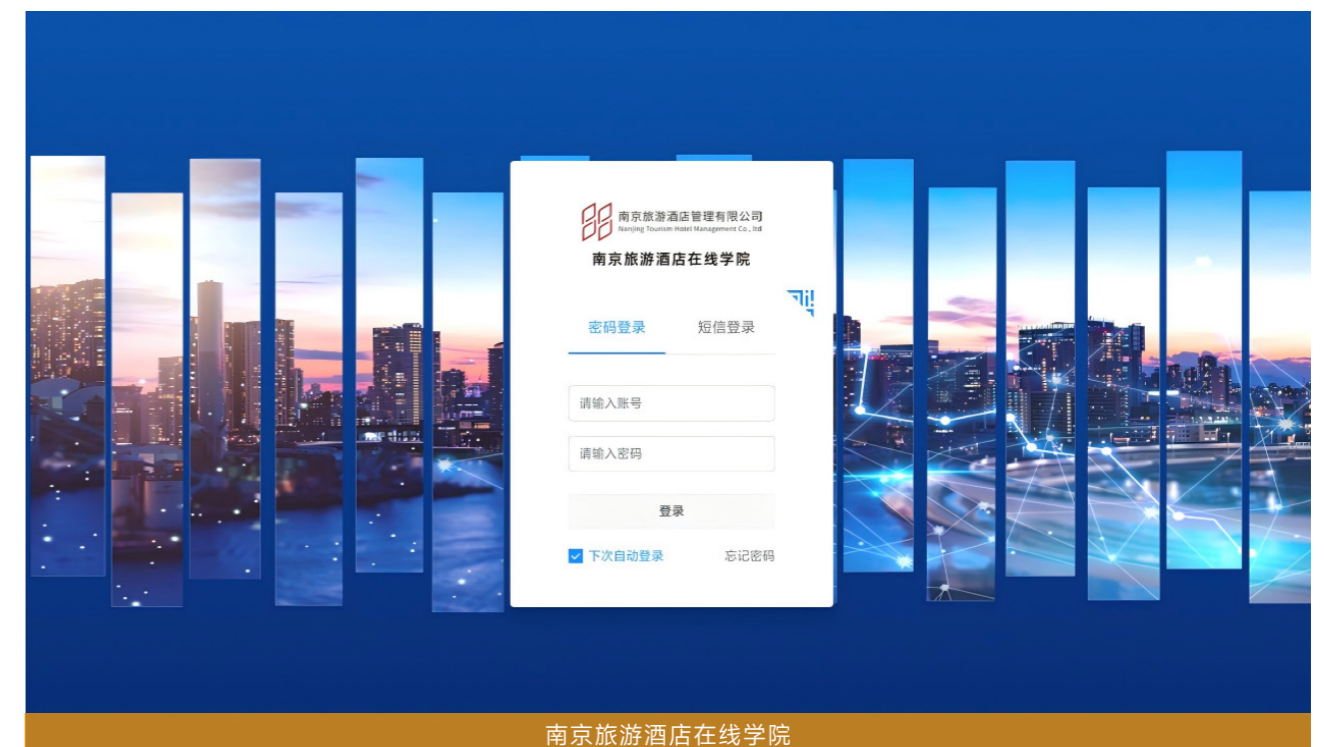 南京旅游酒店管理有限公司
Nanjing Tourism Hotel Management Co., ltd
南京旅游酒店在线学院
密码登录 短信登录
请输入账号
请输入密码
登录
下次自动登录 忘记密码
南京旅游酒店在线学院